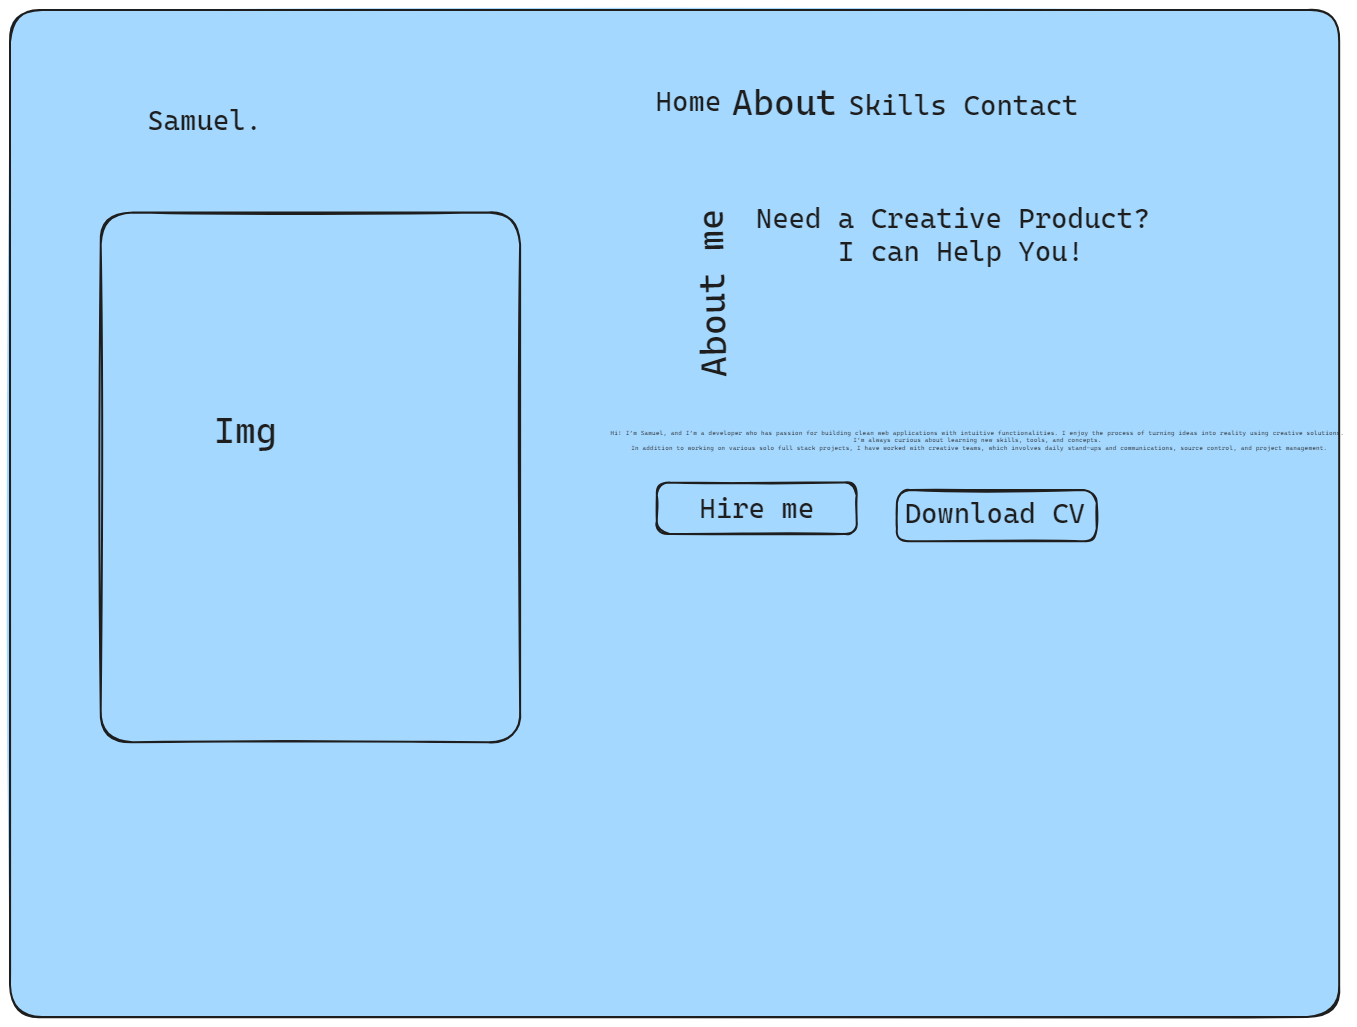 Samuel.
Home About Skills Contact
About me
Need a Creative Product?
I can Help You!
Img
Hi! I'm Samuel, and I'm a developer who has passion for building clean web applications with intuitive functionalities. I enjoy the process of turning ideas into reality using creative solutions.
I'm always curious about learning new skills, tools, and concepts.
In addition to working on various solo full stack projects, I have worked with creative teams, which involves daily stand-ups and communications, source control, and project management.
Hire me
Download CV